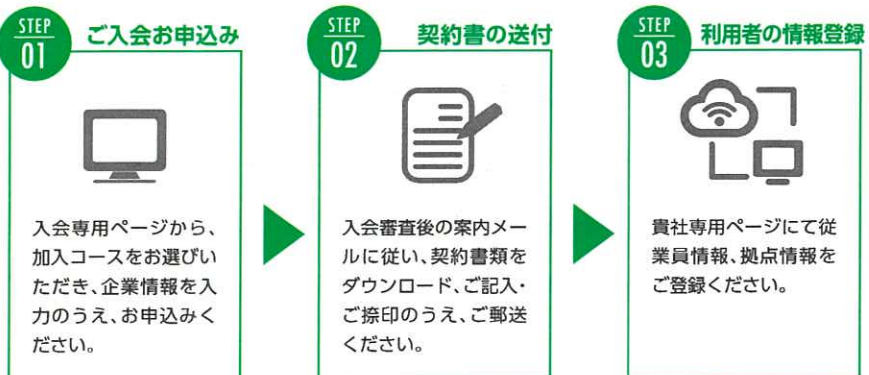 STEP
01
ご入会お申込み
入会専用ページから、
加入コースをお選びい
ただき、企業情報を入
力のうえ、お申込みく
ださい。
STEP
02
契約書の送付
入会審査後の案内メー
ルに従い、契約書類を
ダウンロード、ご記入・
ご捺印のうえ、ご郵送
ください。
STEP
03
利用者の情報登録
貴社専用ページにて従
業員情報、拠点情報を
ご登録ください。